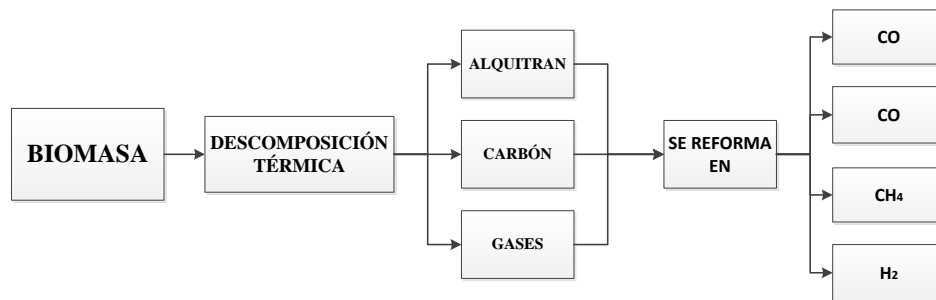 BIOMASA
DESCOMPOSICIÓN
TÉRMICA
ALQUITRAN
CARBÓN
GASES
SE REFORMA
EN
CO
CO
CH₄
H₂